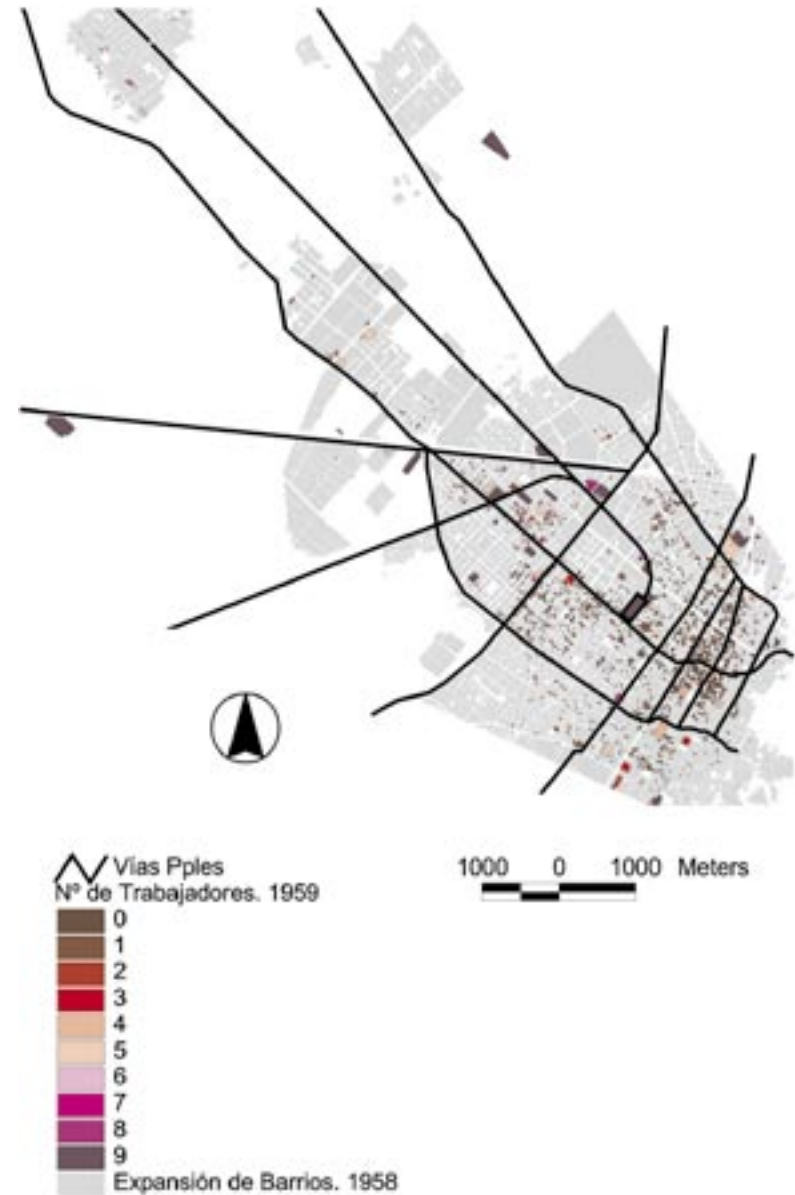 Vías Pples
Nº de Trabajadores. 1959
0
1
2
3
4
5
6
7
8
9
Expansión de Barrios. 1958
1000 0 1000 Meters